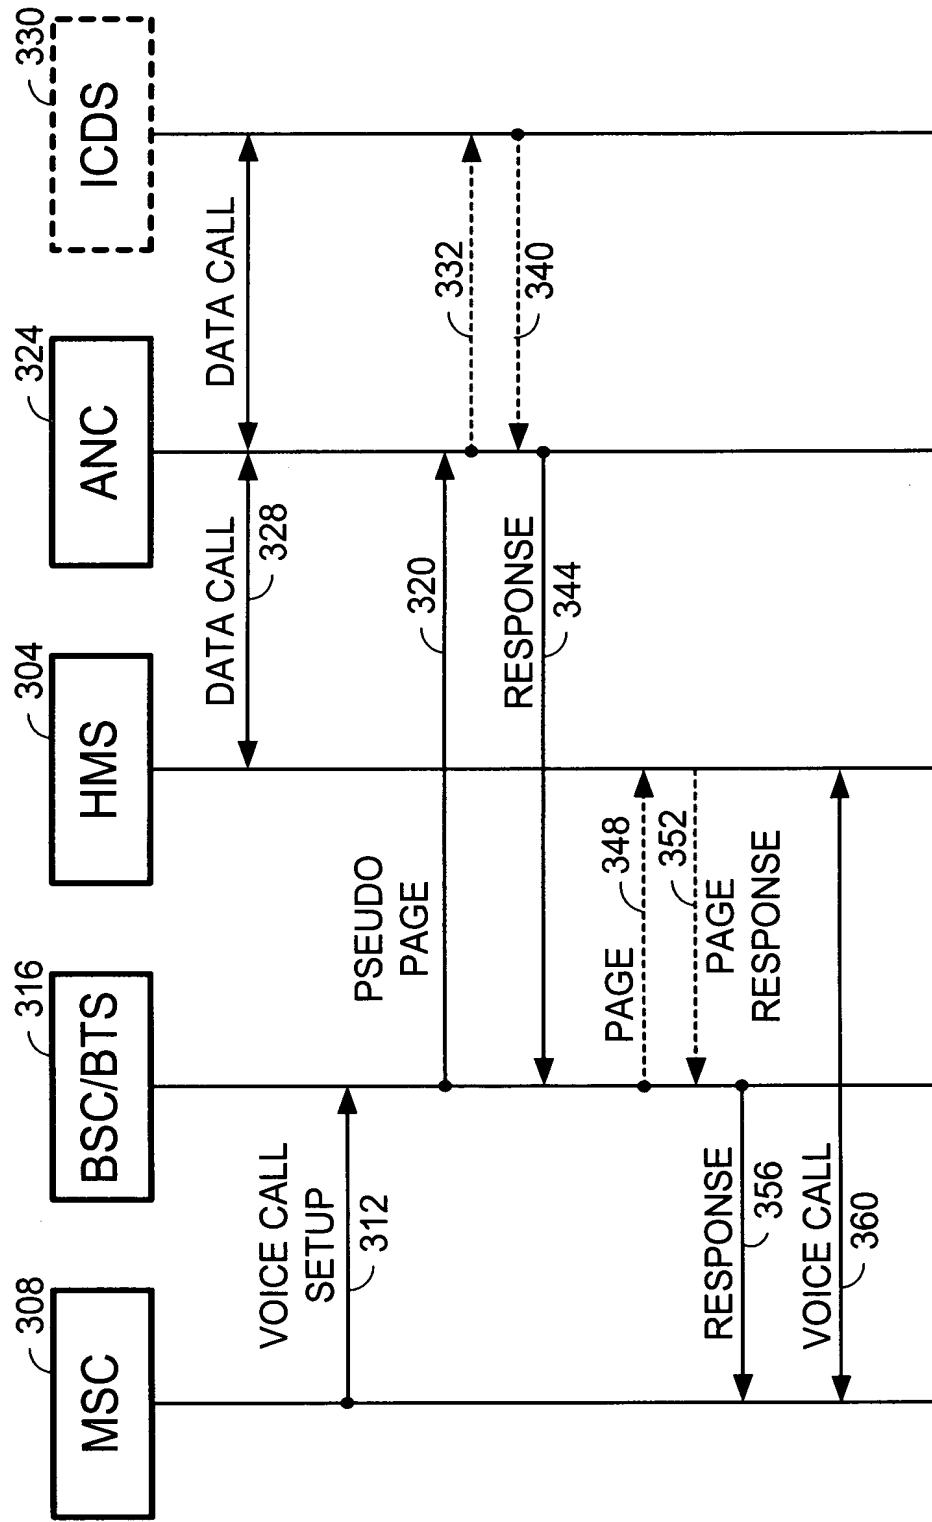 308
MSC
316
BSC/BTS
304
HMS
324
ANC
330
ICDS
DATA CALL
328
DATA CALL
VOICE CALL
SETUP
312
PSEUDO
PAGE
320
332
340
RESPONSE
344
PAGE
348
352
PAGE
RESPONSE
RESPONSE
356
VOICE CALL
360